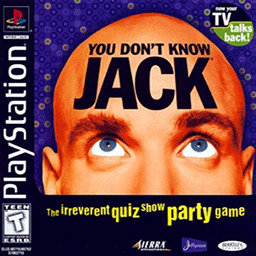 PlayStation
now your
TV
talks
back!
YOU DON'T KNOW
JACK
The irreverent quiz show party game
TEEN
T
ESRB
SIERRA
BERKELEY